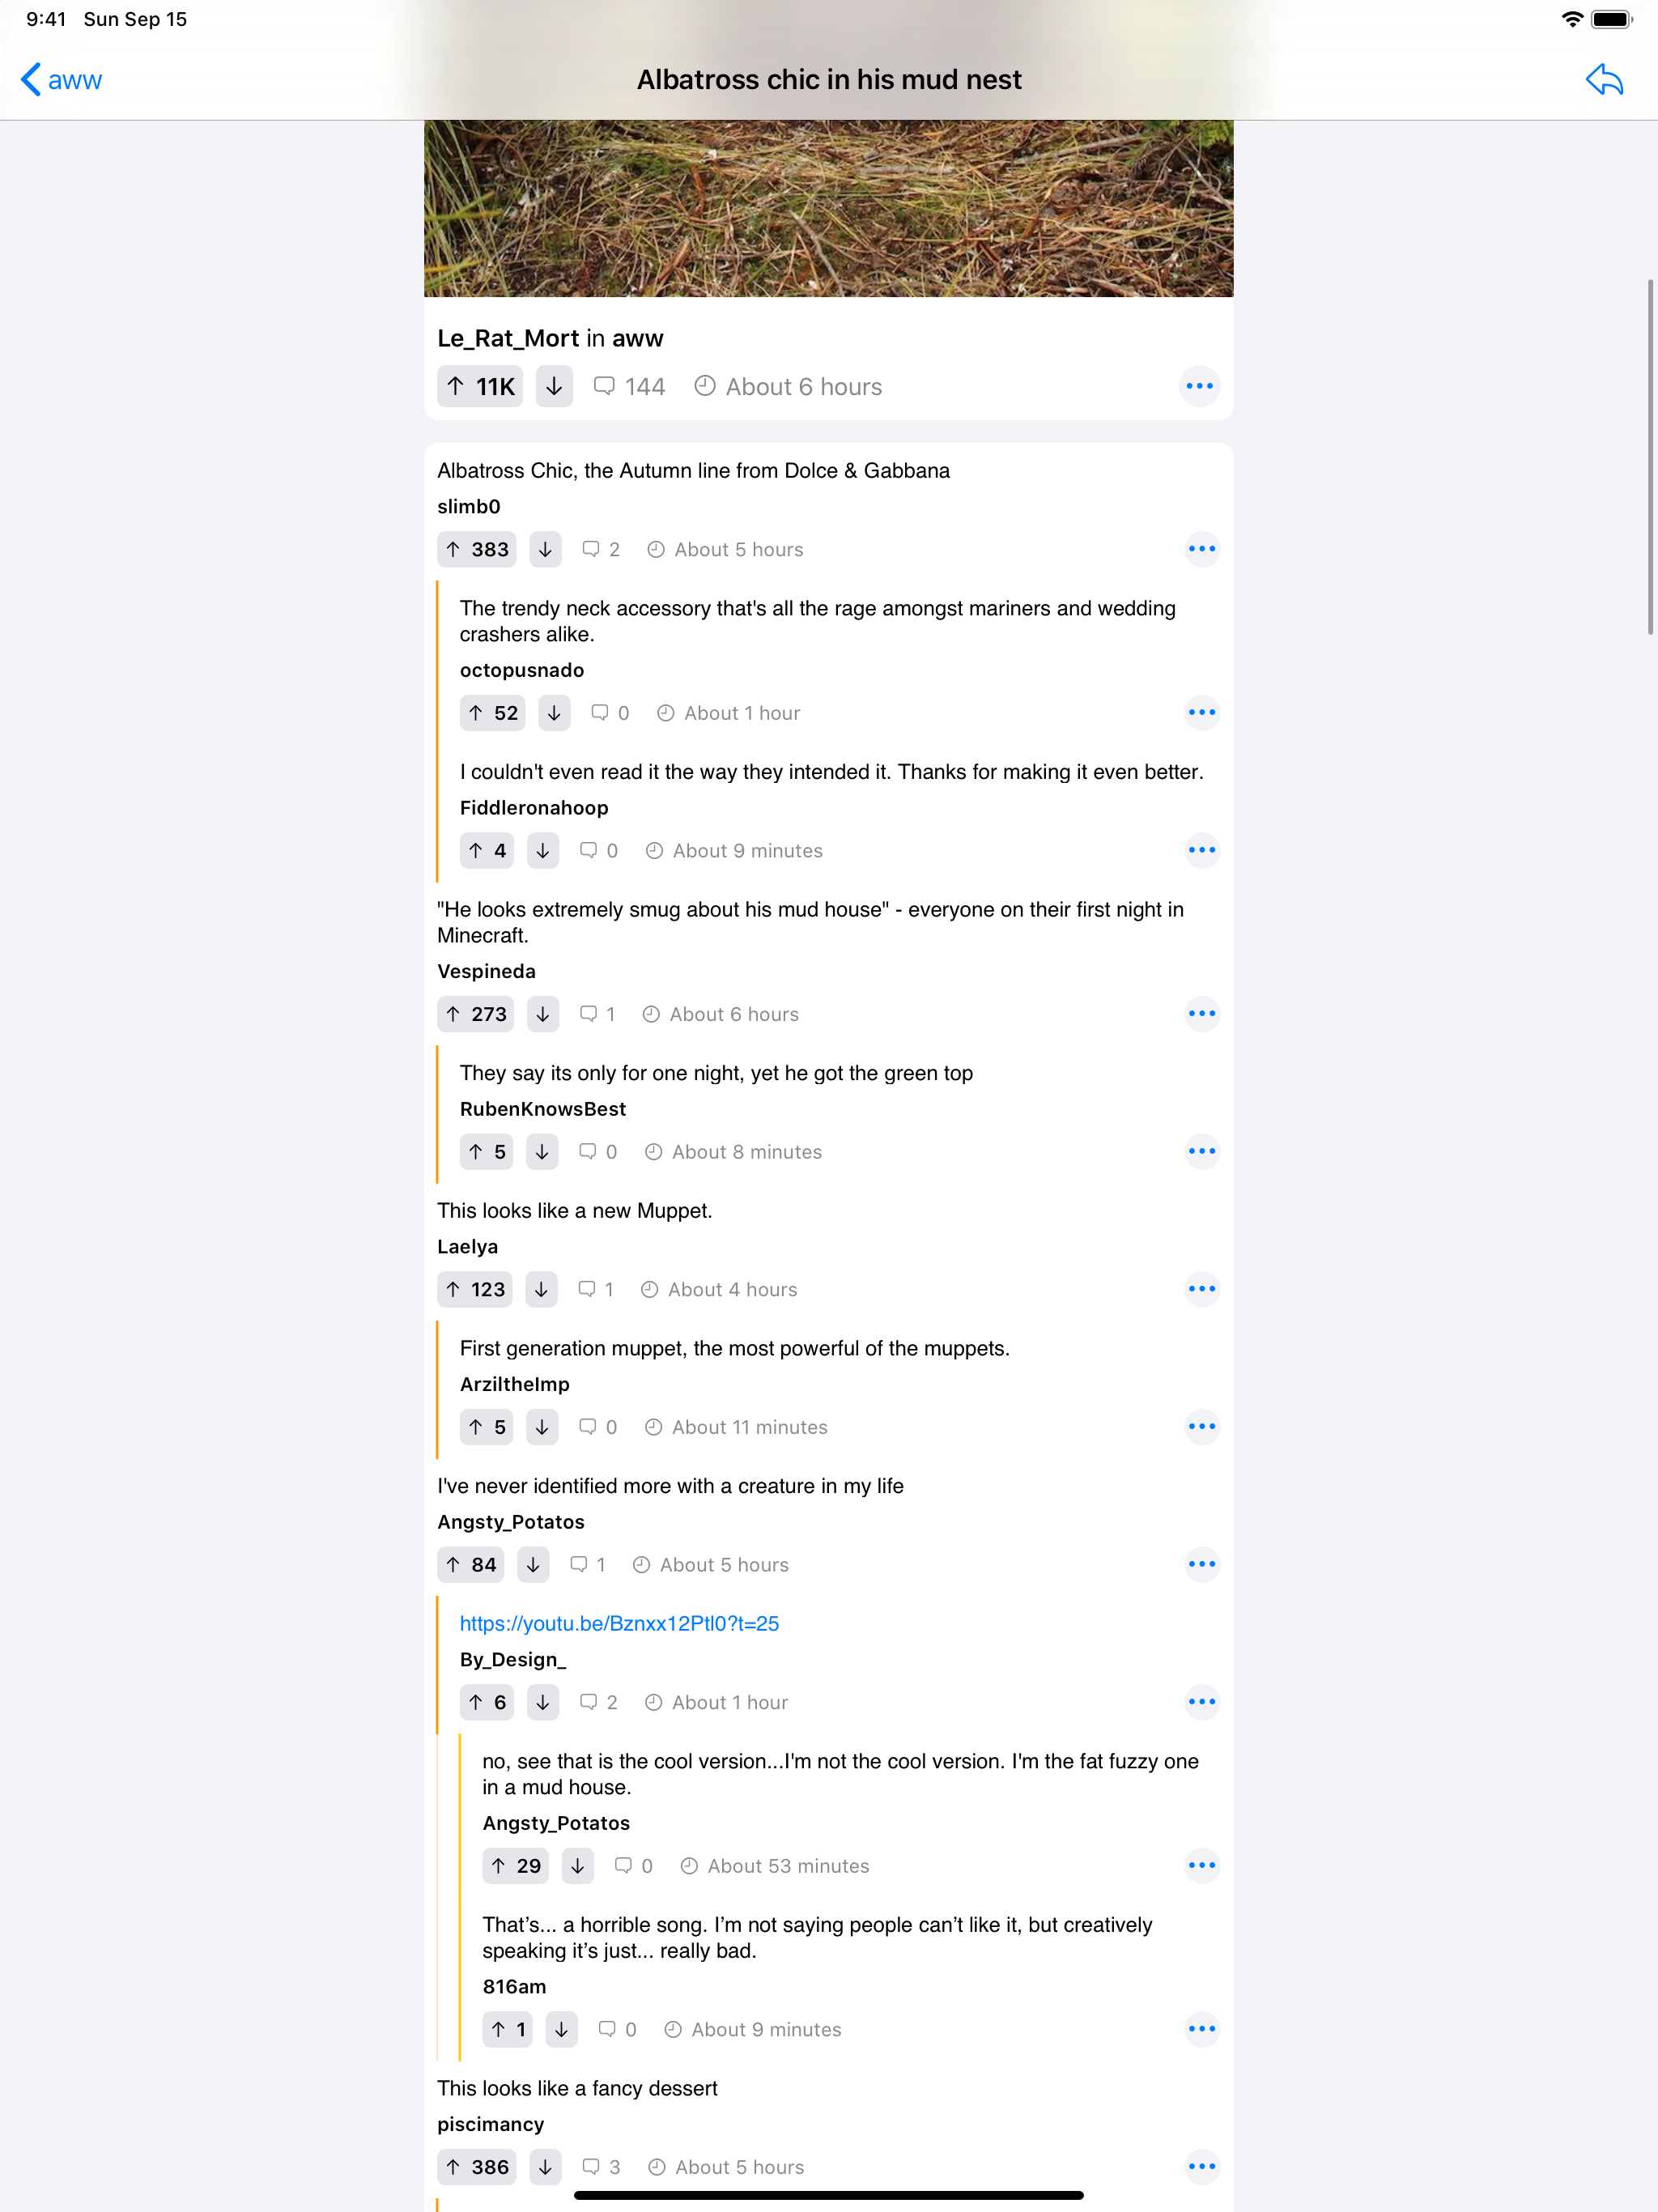 9:41 Sun Sep 15
aww
Albatross chic in his mud nest
Le_Rat_Mort in aww
11K 144 About 6 hours
Albatross Chic, the Autumn line from Dolce & Gabbana
slimb0
383 2 About 5 hours
The trendy neck accessory that's all the rage amongst mariners and wedding
crashers alike.
octopusnado
52 0 About 1 hour
I couldn't even read it the way they intended it. Thanks for making it even better.
Fiddleronahoop
4 0 About 9 minutes
"He looks extremely smug about his mud house" - everyone on their first night in
Minecraft.
Vespineda
273 1 About 6 hours
They say its only for one night, yet he got the green top
RubenKnowsBest
5 0 About 8 minutes
This looks like a new Muppet.
Laelya
123 1 About 4 hours
First generation muppet, the most powerful of the muppets.
ArziltheImp
5 0 About 11 minutes
I've never identified more with a creature in my life
Angsty_Potatos
84 1 About 5 hours
https://youtu.be/Bznxx12Ptl0?t=25
By_Design_
6 2 About 1 hour
no, see that is the cool version...I'm not the cool version. I'm the fat fuzzy one
in a mud house.
Angsty_Potatos
29 0 About 53 minutes
That’s... a horrible song. I’m not saying people can’t like it, but creatively
speaking it’s just... really bad.
816am
1 0 About 9 minutes
This looks like a fancy dessert
piscimancy
386 3 About 5 hours